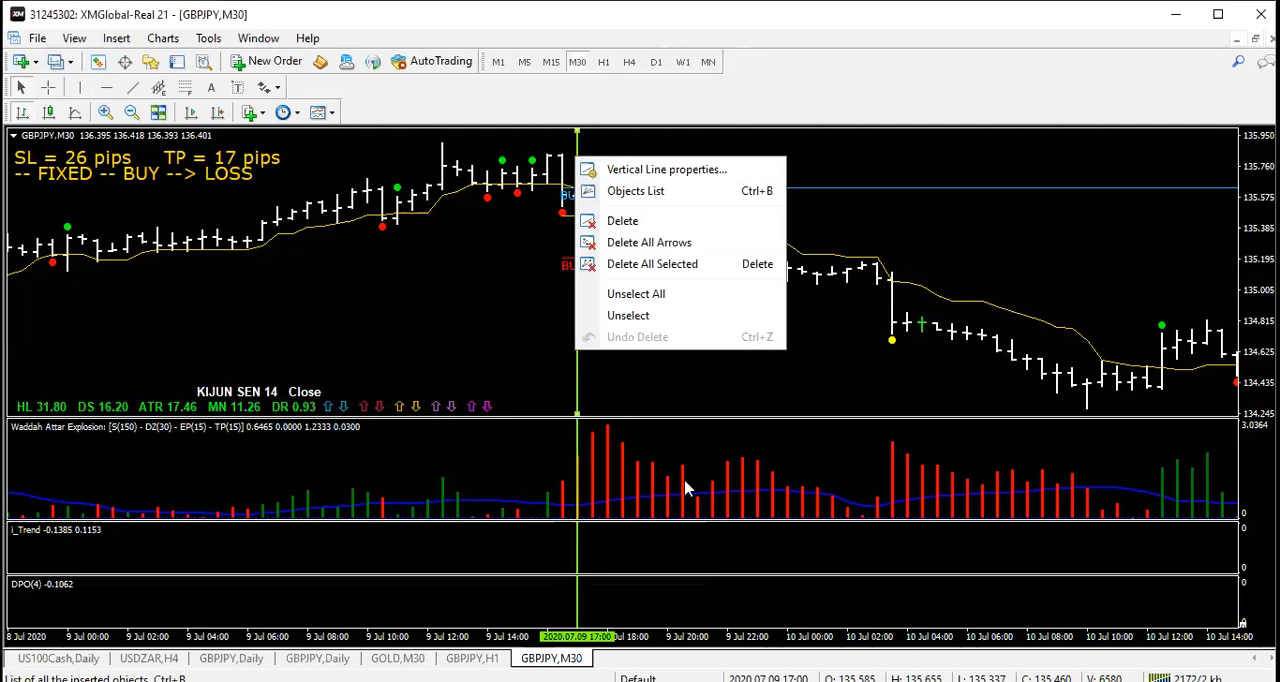 31245302: XMGlobal-Real 21 - [GBPJPY,M30]
File View Insert Charts Tools Window Help
New Order AutoTrading M1 M5 M15 M30 H1 H4 D1 W1 MN
GBPJPY,M30 136.395 136.418 136.393 136.401
SL = 26 pips TP = 17 pips
-- FIXED -- BUY --> LOSS
BU
BU
Vertical Line properties...
Objects List Ctrl+B
Delete
Delete All Arrows
Delete All Selected Delete
Unselect All
Unselect
Undo Delete Ctrl+Z
135.950
135.760
135.575
135.385
135.195
135.005
134.815
134.625
134.435
134.245
KIJUN SEN 14 Close
HL 31.80 DS 16.20 ATR 17.46 MN 11.26 DR 0.93
Waddah Attar Explosion: [S(150) - DZ(30) - EP(15) - TP(15)] 0.6465 0.0000 1.2333 0.0300
3.0364
0
i_Trend -0.1385 0.1153
0
0
DPO(4) -0.1062
0
8 Jul 2020 9 Jul 00:00 9 Jul 02:00 9 Jul 04:00 9 Jul 06:00 9 Jul 08:00 9 Jul 10:00 9 Jul 12:00 9 Jul 14:00 2020.07.09 17:00 Jul 18:00 9 Jul 20:00 9 Jul 22:00 10 Jul 00:00 10 Jul 02:00 10 Jul 04:00 10 Jul 06:00 10 Jul 08:00 10 Jul 10:00 10 Jul 12:00 10 Jul 14:00
US100Cash,Daily USDZAR,H4 GBPJPY,Daily GBPJPY,Daily GOLD,M30 GBPJPY,H1 GBPJPY,M30
List of all the inserted objects, Ctrl+B Default 2020.07.09 17:00 O: 135.585 H: 135.655 L: 135.337 C: 135.460 V: 6580 2172/2 kb